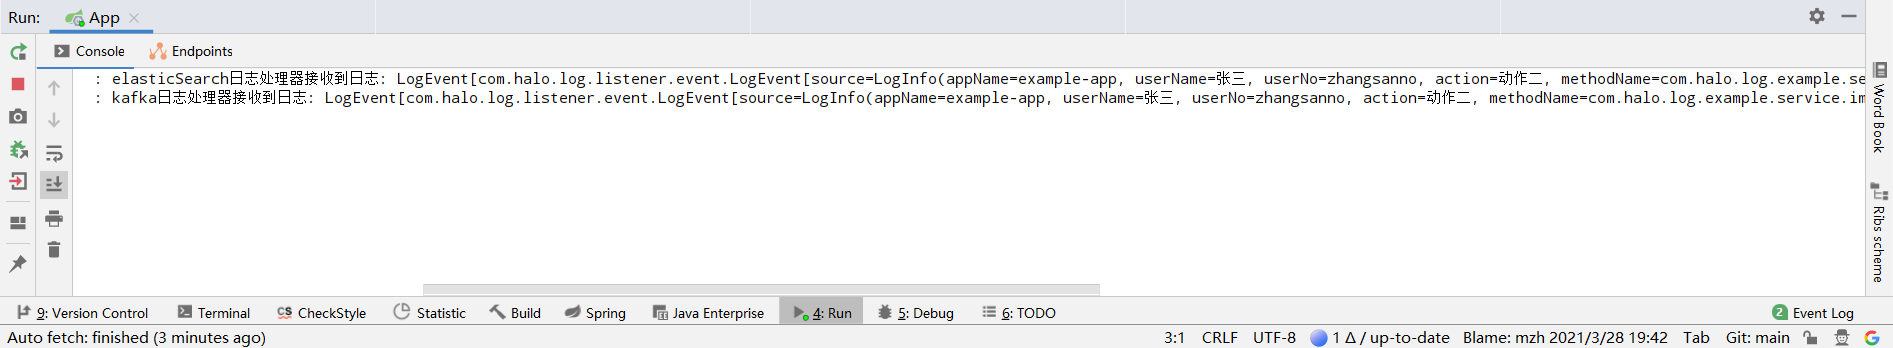 Run: App
Console Endpoints
: elasticSearch日志处理器接收到日志: LogEvent[com.halo.log.listener.event.LogEvent[source=LogInfo(appName=example-app, userName=张三, userNo=zhangsanno, action=动作二, methodName=com.halo.log.example.se
: kafka日志处理器接收到日志: LogEvent[com.halo.log.listener.event.LogEvent[source=LogInfo(appName=example-app, userName=张三, userNo=zhangsanno, action=动作二, methodName=com.halo.log.example.service.im
Word Book
Ribs scheme
9: Version Control Terminal CS CheckStyle Statistic Build Spring Java Enterprise 4: Run 5: Debug 6: TODO 2 Event Log
Auto fetch: finished (3 minutes ago) 3:1 CRLF UTF-8 1 Δ / up-to-date Blame: mzh 2021/3/28 19:42 Tab Git: main